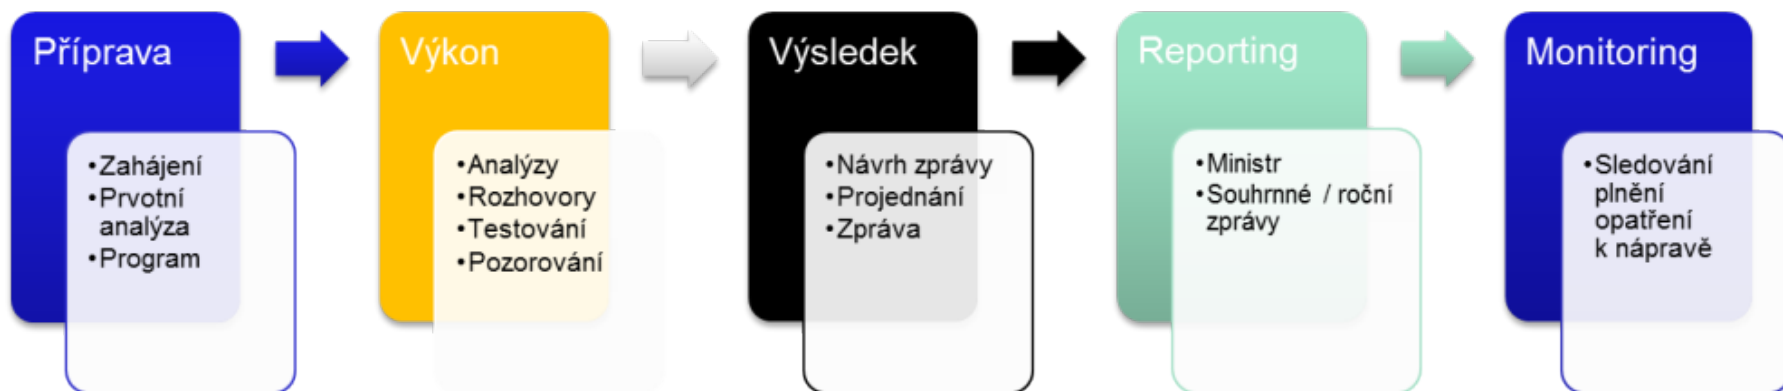 Příprava
•Zahájení
•Prvotní
analýza
•Program
Výkon
•Analýzy
•Rozhovory
•Testování
•Pozorování
Výsledek
•Návrh zprávy
•Projednání
•Zpráva
Reporting
•Ministr
•Souhrnné / roční
zprávy
Monitoring
•Sledování
plnění
opatření
k nápravě